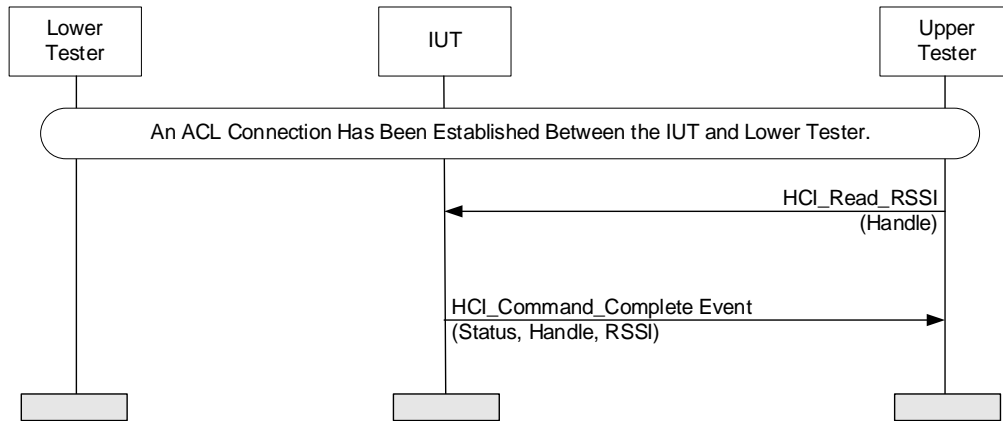 Lower
Tester
IUT
Upper
Tester
An ACL Connection Has Been Established Between the IUT and Lower Tester.
HCI_Read_RSSI
(Handle)
HCI_Command_Complete Event
(Status, Handle, RSSI)